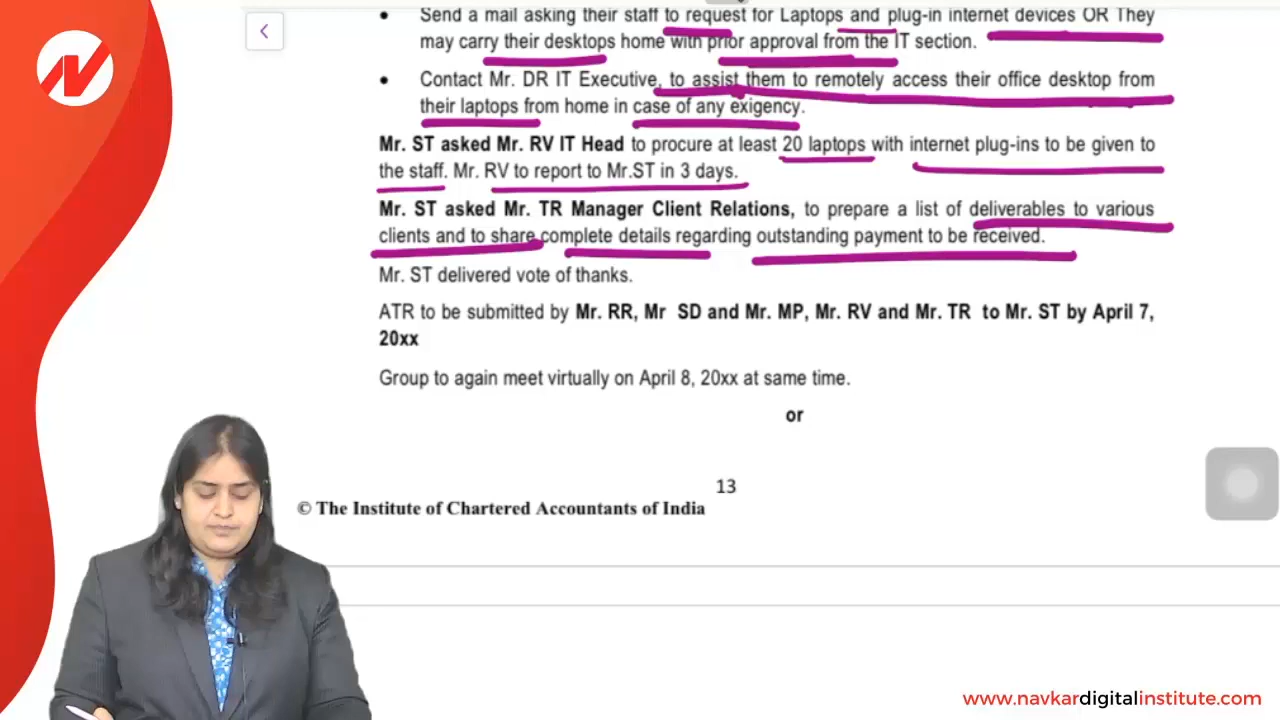 Send a mail asking their staff to request for Laptops and plug-in internet devices OR They
may carry their desktops home with prior approval from the IT section.
Contact Mr. DR IT Executive, to assist them to remotely access their office desktop from
their laptops from home in case of any exigency.
Mr. ST asked Mr. RV IT Head to procure at least 20 laptops with internet plug-ins to be given to
the staff. Mr. RV to report to Mr.ST in 3 days.
Mr. ST asked Mr. TR Manager Client Relations, to prepare a list of deliverables to various
clients and to share complete details regarding outstanding payment to be received.
Mr. ST delivered vote of thanks.
ATR to be submitted by Mr. RR, Mr SD and Mr. MP, Mr. RV and Mr. TR to Mr. ST by April 7,
20xx
Group to again meet virtually on April 8, 20xx at same time.
or
13
© The Institute of Chartered Accountants of India
www.navkardigitalinstitute.com